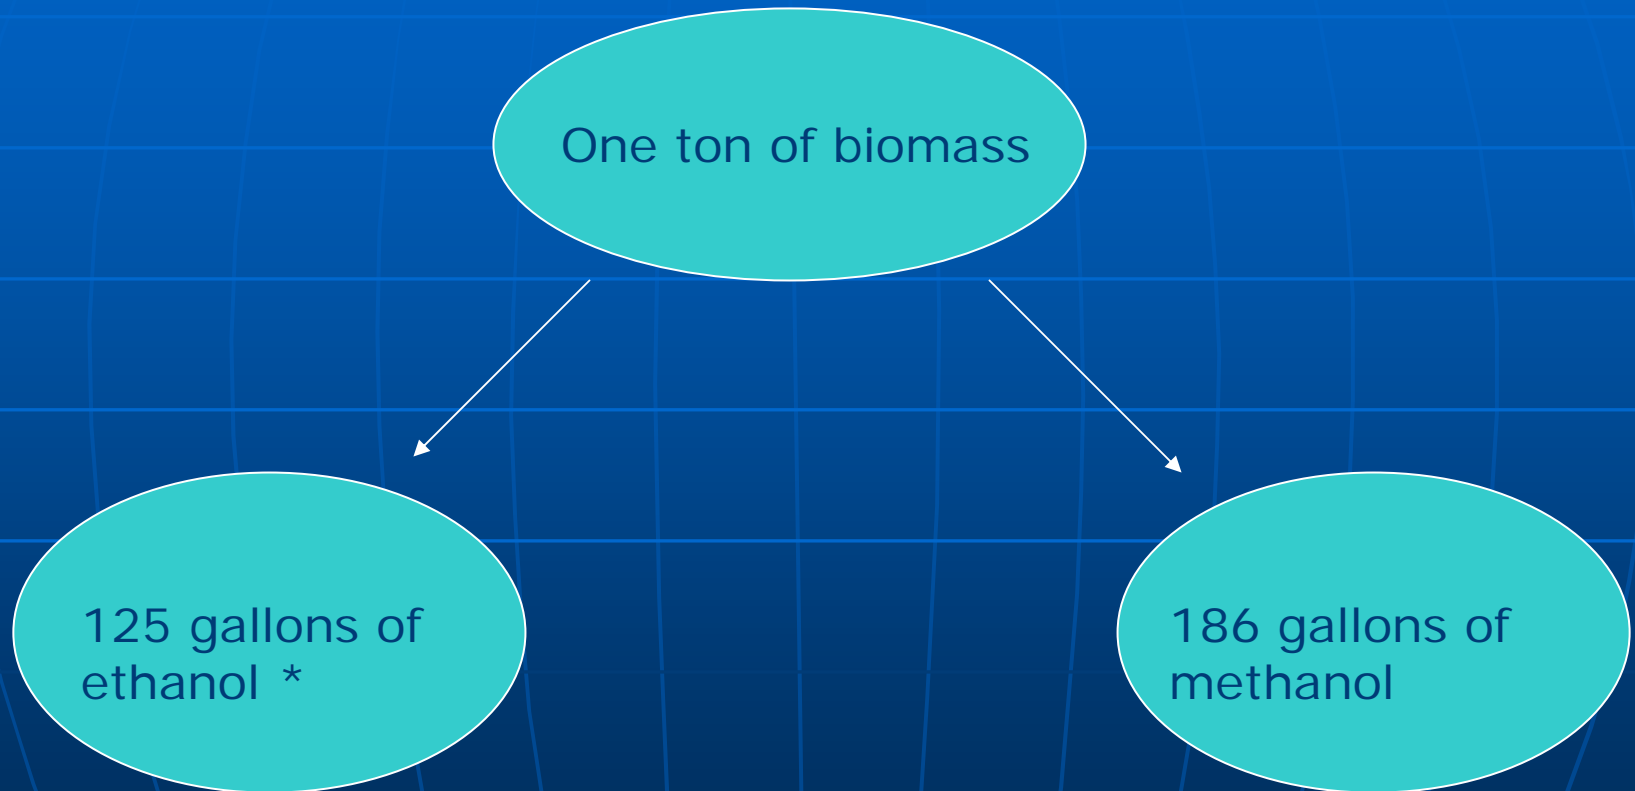 One ton of biomass
125 gallons of
ethanol *
186 gallons of
methanol